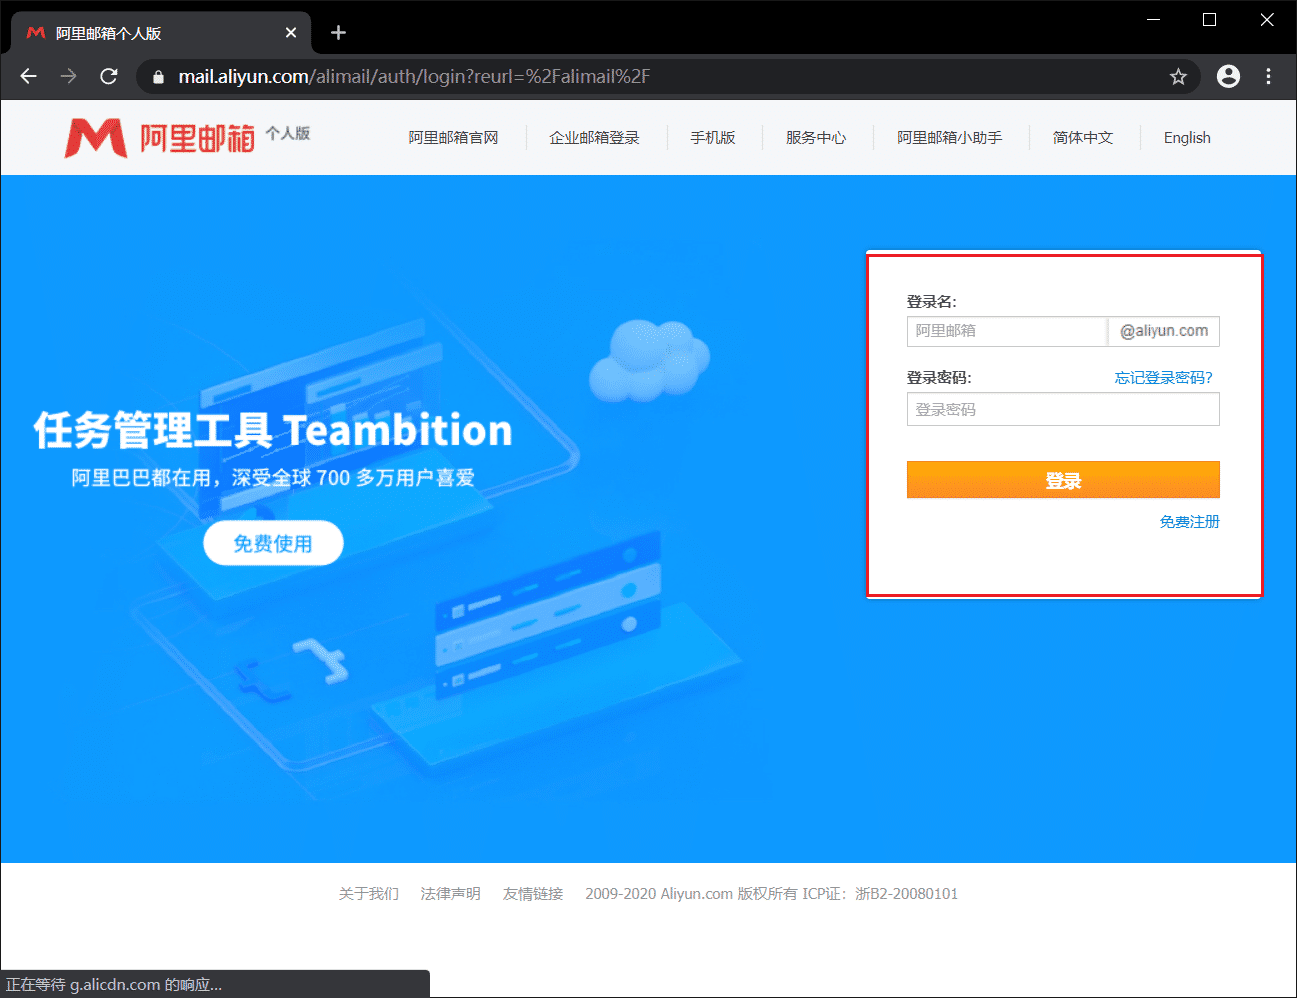 阿里邮箱个人版
mail.aliyun.com/alimail/auth/login?reurl=%2Falimail%2F
阿里邮箱 个人版
阿里邮箱官网 企业邮箱登录 手机版 服务中心 阿里邮箱小助手 简体中文 English
任务管理工具 Teambition
阿里巴巴都在用，深受全球 700 多万用户喜爱
免费使用
登录名:
阿里邮箱 @aliyun.com
登录密码: 忘记登录密码?
登录密码
登录
免费注册
关于我们 法律声明 友情链接 2009-2020 Aliyun.com 版权所有 ICP证：浙B2-20080101
正在等待 g.alicdn.com 的响应...